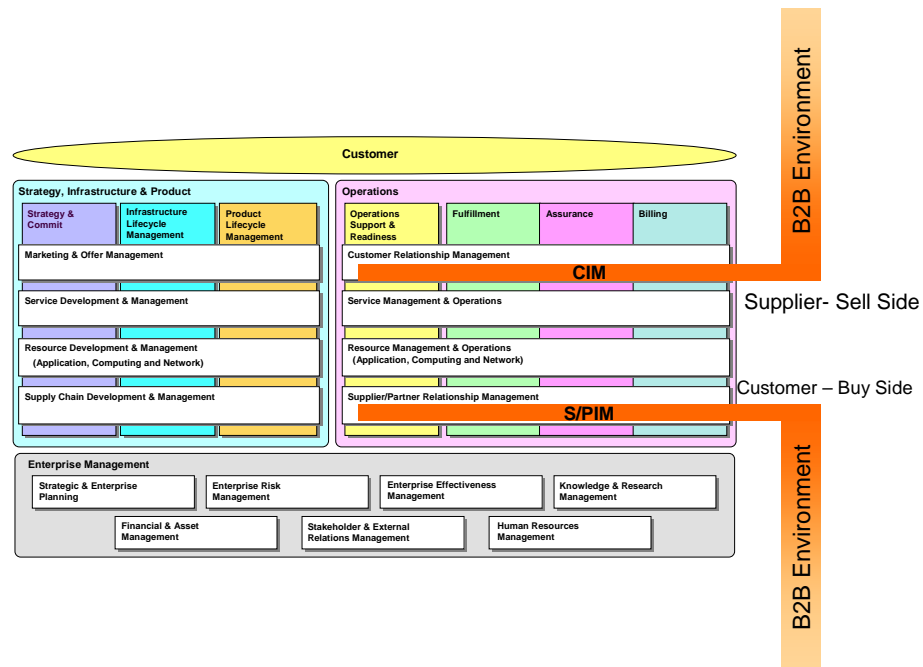 B2B Environment
Customer
Strategy, Infrastructure & Product
Operations
Strategy &
Commit
Infrastructure
Lifecycle
Management
Product
Lifecycle
Management
Operations
Support &
Readiness
Fulfillment
Assurance
Billing
Marketing & Offer Management
Customer Relationship Management
CIM
Service Development & Management
Service Management & Operations
Supplier- Sell Side
Resource Development & Management
(Application, Computing and Network)
Resource Management & Operations
(Application, Computing and Network)
Customer – Buy Side
Supply Chain Development & Management
Supplier/Partner Relationship Management
S/PIM
B2B Environment
Enterprise Management
Strategic & Enterprise
Planning
Enterprise Risk
Management
Enterprise Effectiveness
Management
Knowledge & Research
Management
Financial & Asset
Management
Stakeholder & External
Relations Management
Human Resources
Management